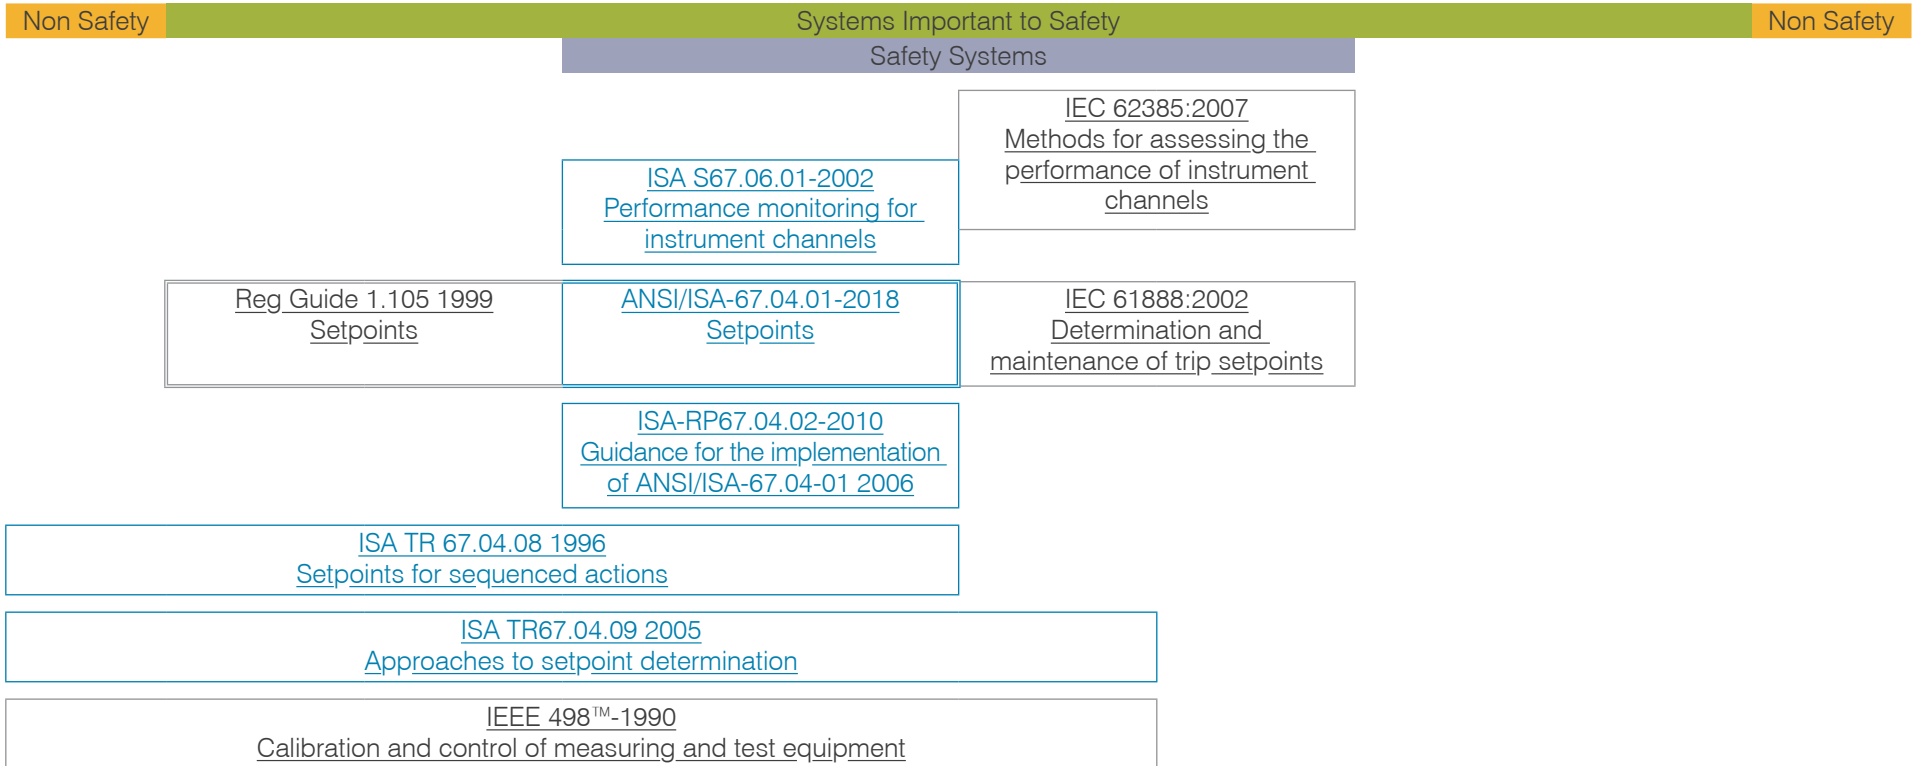 Non Safety
Systems Important to Safety
Non Safety
Safety Systems
IEC 62385:2007
Methods for assessing the
performance of instrument
channels
ISA S67.06.01-2002
Performance monitoring for
instrument channels
Reg Guide 1.105 1999
Setpoints
ANSI/ISA-67.04.01-2018
Setpoints
IEC 61888:2002
Determination and
maintenance of trip setpoints
ISA-RP67.04.02-2010
Guidance for the implementation
of ANSI/ISA-67.04-01 2006
ISA TR 67.04.08 1996
Setpoints for sequenced actions
ISA TR67.04.09 2005
Approaches to setpoint determination
IEEE 498™-1990
Calibration and control of measuring and test equipment